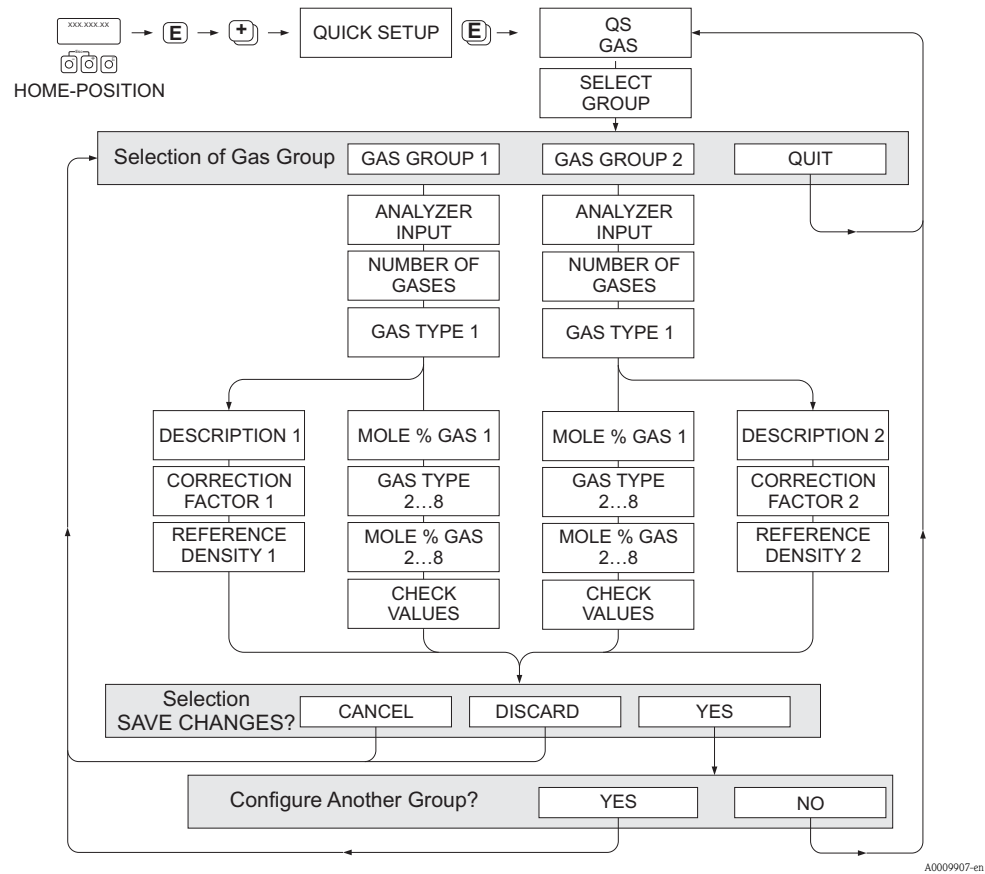 xxx.xxx.xx
E
+
QUICK SETUP
E
QS
GAS
HOME-POSITION
SELECT
GROUP
Selection of Gas Group
GAS GROUP 1
GAS GROUP 2
QUIT
ANALYZER
INPUT
ANALYZER
INPUT
NUMBER OF
GASES
NUMBER OF
GASES
GAS TYPE 1
GAS TYPE 1
DESCRIPTION 1
MOLE % GAS 1
MOLE % GAS 1
DESCRIPTION 2
CORRECTION
FACTOR 1
GAS TYPE
2...8
GAS TYPE
2...8
CORRECTION
FACTOR 2
REFERENCE
DENSITY 1
MOLE % GAS
2...8
MOLE % GAS
2...8
REFERENCE
DENSITY 2
CHECK
VALUES
CHECK
VALUES
Selection
SAVE CHANGES?
CANCEL
DISCARD
YES
Configure Another Group?
YES
NO
A0009907-en